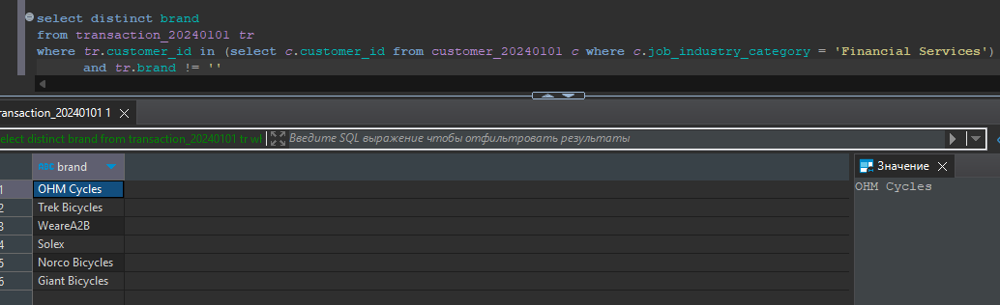 select distinct brand
from transaction_20240101 tr
where tr.customer_id in (select c.customer_id from customer_20240101 c where c.job_industry_category = 'Financial Services')
and tr.brand != ''
ransaction_20240101 1
elect distinct brand from transaction_20240101 tr wl
Введите SQL выражение чтобы отфильтровать результаты
ABC brand
Значение
1 OHM Cycles
OHM Cycles
2 Trek Bicycles
3 WeareA2B
4 Solex
5 Norco Bicycles
6 Giant Bicycles